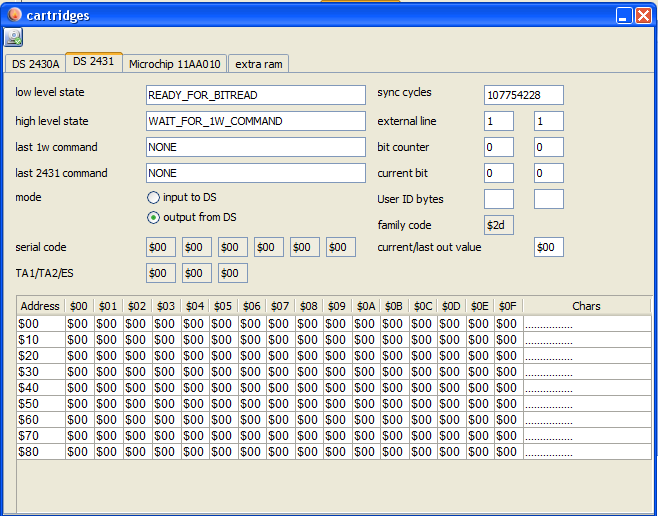 cartridges
DS 2430A DS 2431 Microchip 11AA010 extra ram
low level state READY_FOR_BITREAD sync cycles 107754228
high level state WAIT_FOR_1W_COMMAND external line 1 1
last 1w command NONE bit counter 0 0
last 2431 command NONE current bit 0 0
mode input to DS User ID bytes
output from DS family code $2d
serial code $00 $00 $00 $00 $00 $00 current/last out value $00
TA1/TA2/ES $00 $00 $00
Address $00 $01 $02 $03 $04 $05 $06 $07 $08 $09 $0A $0B $0C $0D $0E $0F Chars
$00 $00 $00 $00 $00 $00 $00 $00 $00 $00 $00 $00 $00 $00 $00 $00 $00 ................
$10 $00 $00 $00 $00 $00 $00 $00 $00 $00 $00 $00 $00 $00 $00 $00 $00 ................
$20 $00 $00 $00 $00 $00 $00 $00 $00 $00 $00 $00 $00 $00 $00 $00 $00 ................
$30 $00 $00 $00 $00 $00 $00 $00 $00 $00 $00 $00 $00 $00 $00 $00 $00 ................
$40 $00 $00 $00 $00 $00 $00 $00 $00 $00 $00 $00 $00 $00 $00 $00 $00 ................
$50 $00 $00 $00 $00 $00 $00 $00 $00 $00 $00 $00 $00 $00 $00 $00 $00 ................
$60 $00 $00 $00 $00 $00 $00 $00 $00 $00 $00 $00 $00 $00 $00 $00 $00 ................
$70 $00 $00 $00 $00 $00 $00 $00 $00 $00 $00 $00 $00 $00 $00 $00 $00 ................
$80 $00 $00 $00 $00 $00 $00 $00 $00 $00 $00 $00 $00 $00 $00 $00 $00 ................